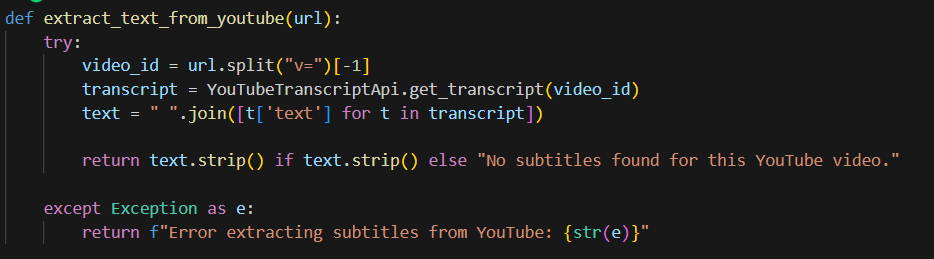 def extract_text_from_youtube(url):
    try:
        video_id = url.split("v=")[-1]
        transcript = YouTubeTranscriptApi.get_transcript(video_id)
        text = " ".join([t['text'] for t in transcript])

        return text.strip() if text.strip() else "No subtitles found for this YouTube video."

    except Exception as e:
        return f"Error extracting subtitles from YouTube: {str(e)}"